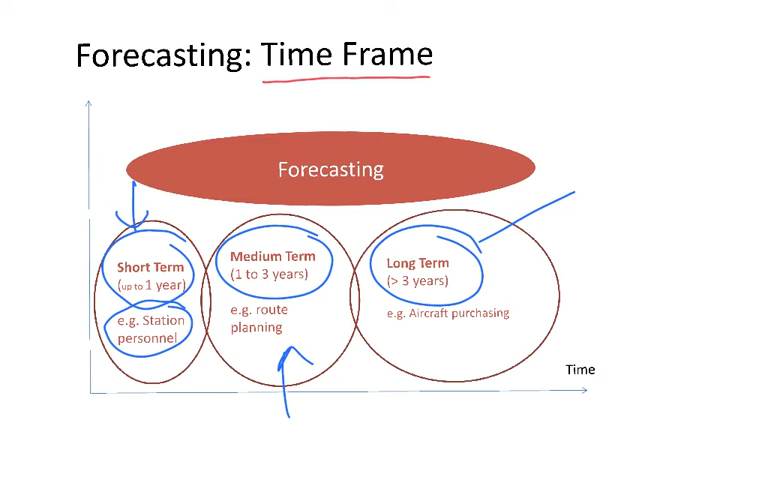 Forecasting: Time Frame
Forecasting
Short Term
(up to 1 year)
e.g. Station
personnel
Medium Term
(1 to 3 years)
e.g. route
planning
Long Term
(> 3 years)
e.g. Aircraft purchasing
Time